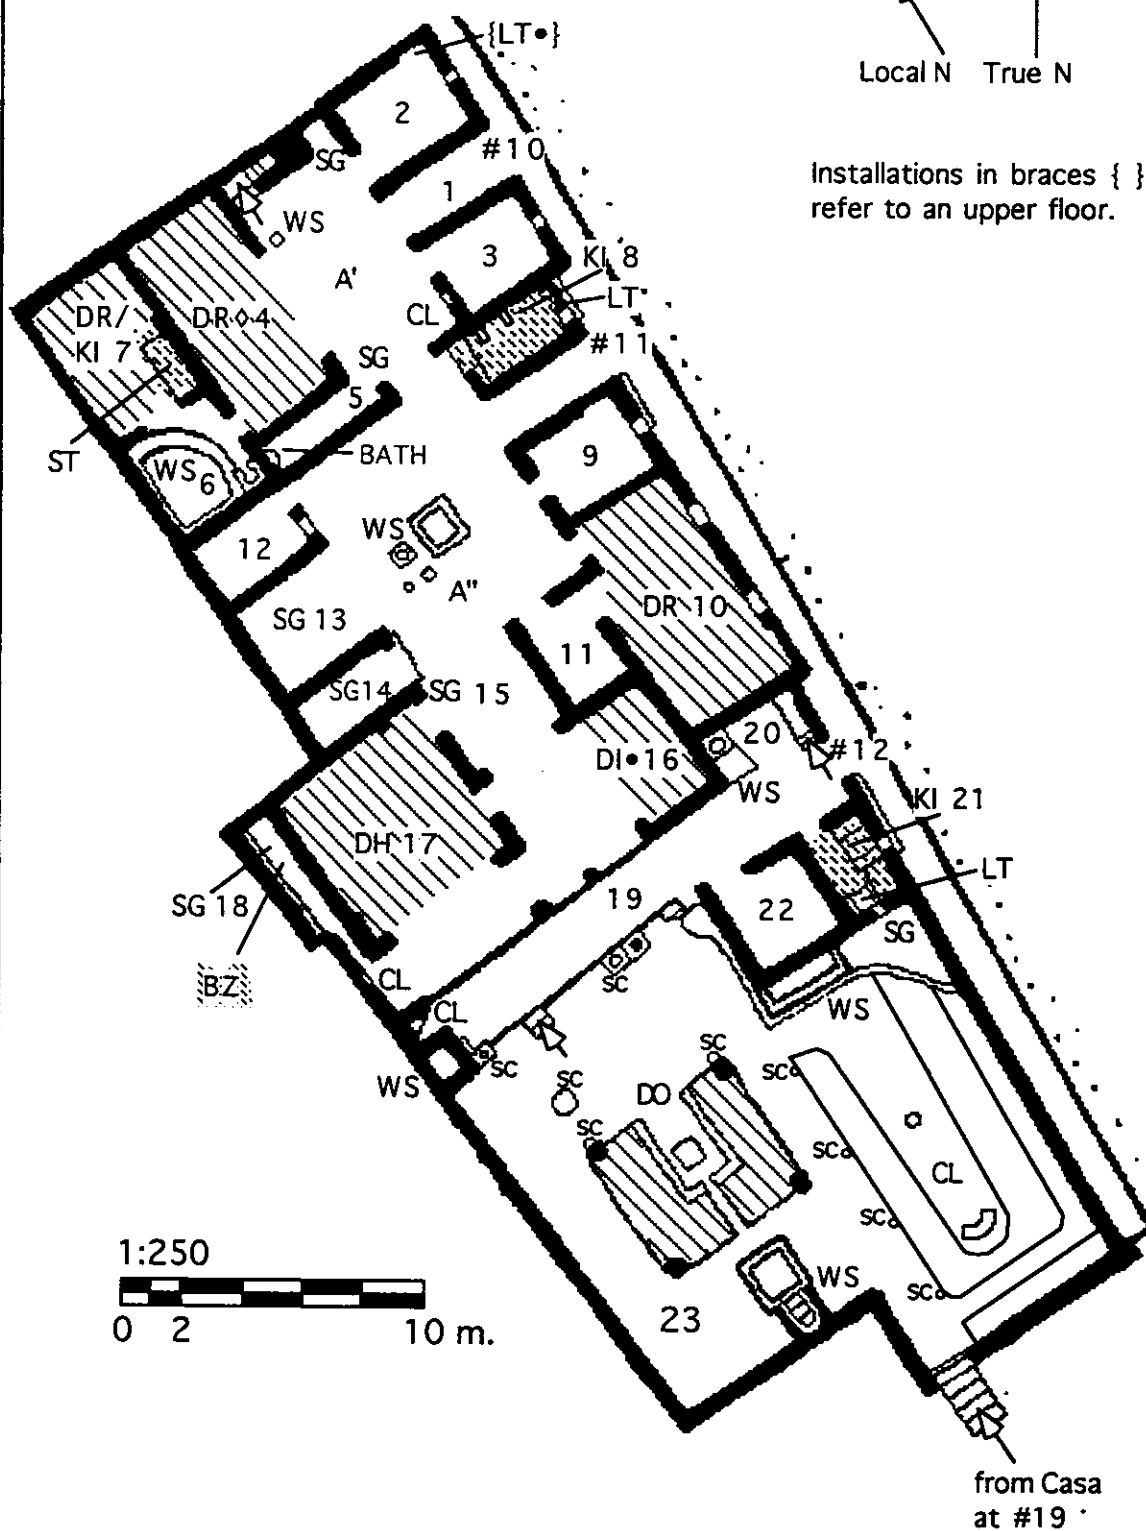 {LT•}
Local N True N
Installations in braces { }
refer to an upper floor.
2
#10
SG
1
WS
3
KI 8
A'
LT
CL
DR/
KI 7
DR◊4
#11
SG
5
ST
BATH
WS 6
9
WS
12
A"
DR 10
SG 13
11
SG14
SG 15
20
#12
DI•16
WS
KI 21
DH 17
LT
19
22
SG 18
SG
BZ
CL
SC
WS
CL
SC
SC
WS
SC
SC
DO
SC
SC
SC
CL
SC
WS
SC
23
1:250
0 2 10 m.
from Casa
at #19